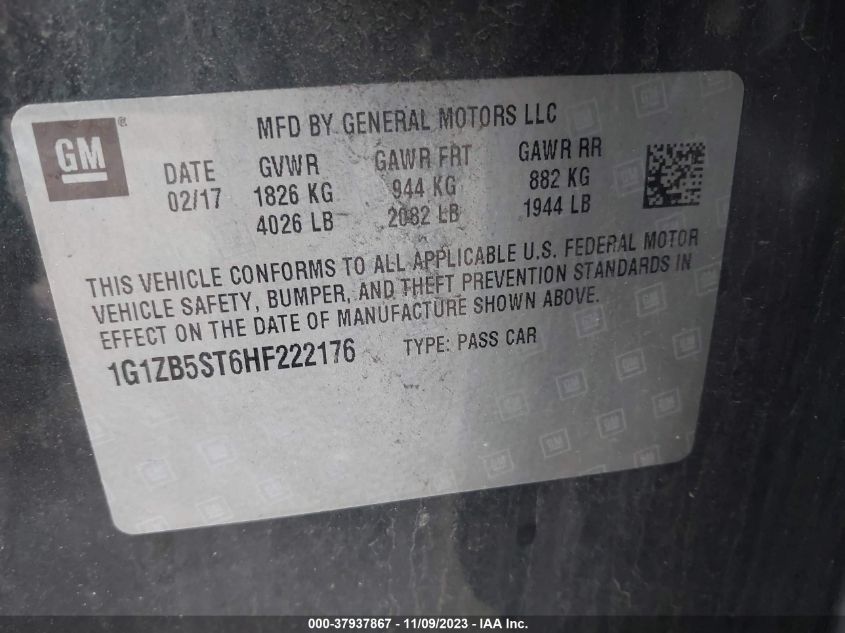 GM
®
MFD BY GENERAL MOTORS LLC
DATE GVWR GAWR FRT GAWR RR
02/17 1826 KG 944 KG 882 KG
4026 LB 2082 LB 1944 LB
THIS VEHICLE CONFORMS TO ALL APPLICABLE U.S. FEDERAL MOTOR
VEHICLE SAFETY, BUMPER, AND THEFT PREVENTION STANDARDS IN
EFFECT ON THE DATE OF MANUFACTURE SHOWN ABOVE.
1G1ZB5ST6HF222176 TYPE: PASS CAR
000-37937867 - 11/09/2023 - IAA Inc.